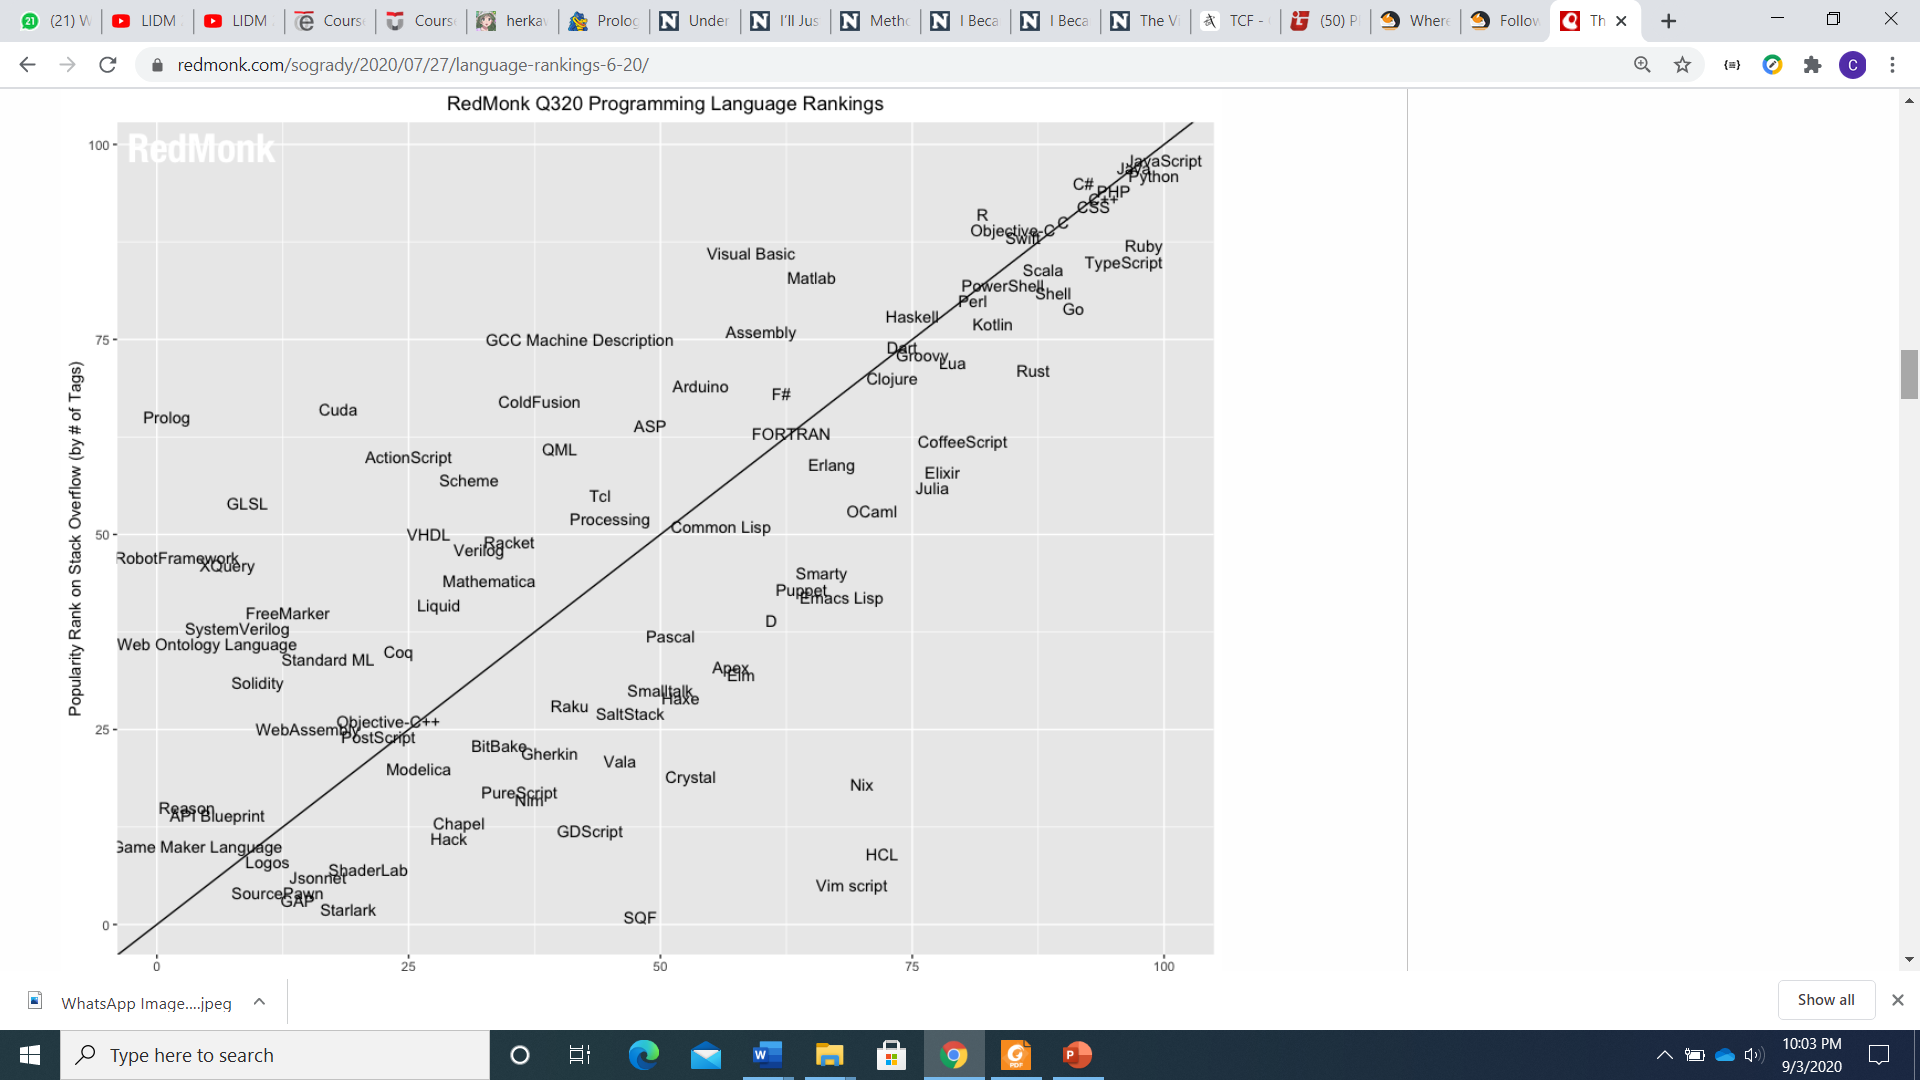 (21) W
LIDM
LIDM
Course
Course
herka
Prolog
Under
I'll Jus
Metho
I Beca
I Beca
The Vi
TCF -
(50) P
Where
Follow
Th
redmonk.com/sogrady/2020/07/27/language-rankings-6-20/
C
RedMonk Q320 Programming Language Rankings
RedMonk
100
75
50
25
0
Popularity Rank on Stack Overflow (by # of Tags)
JavaScript
Java
Python
C#
PHP
C++
CSS
R
C
Objective-C
Swift
Ruby
Visual Basic
TypeScript
Scala
Matlab
PowerShell
Shell
Perl
Go
Haskell
Kotlin
Assembly
GCC Machine Description
Dart
Groovy
Lua
Rust
Clojure
Arduino
F#
ColdFusion
Cuda
Prolog
ASP
FORTRAN
CoffeeScript
QML
ActionScript
Erlang
Elixir
Scheme
Julia
Tcl
GLSL
OCaml
Processing
Common Lisp
VHDL
Racket
Verilog
RobotFramework
XQuery
Smarty
Mathematica
Puppet
Emacs Lisp
Liquid
FreeMarker
D
SystemVerilog
Pascal
Web Ontology Language
Coq
Standard ML
Apex
Elm
Solidity
Smalltalk
Haxe
Raku
SaltStack
Objective-C++
WebAssembly
PostScript
BitBake
Gherkin
Vala
Modelica
Crystal
Nix
PureScript
Nim
Reason
API Blueprint
Chapel
GDScript
Hack
Game Maker Language
HCL
Logos
ShaderLab
Jsonnet
Vim script
SourcePawn
GAP
Starlark
SQF
0
25
50
75
100
WhatsApp Image....jpeg
Show all
Type here to search
10:03 PM
9/3/2020